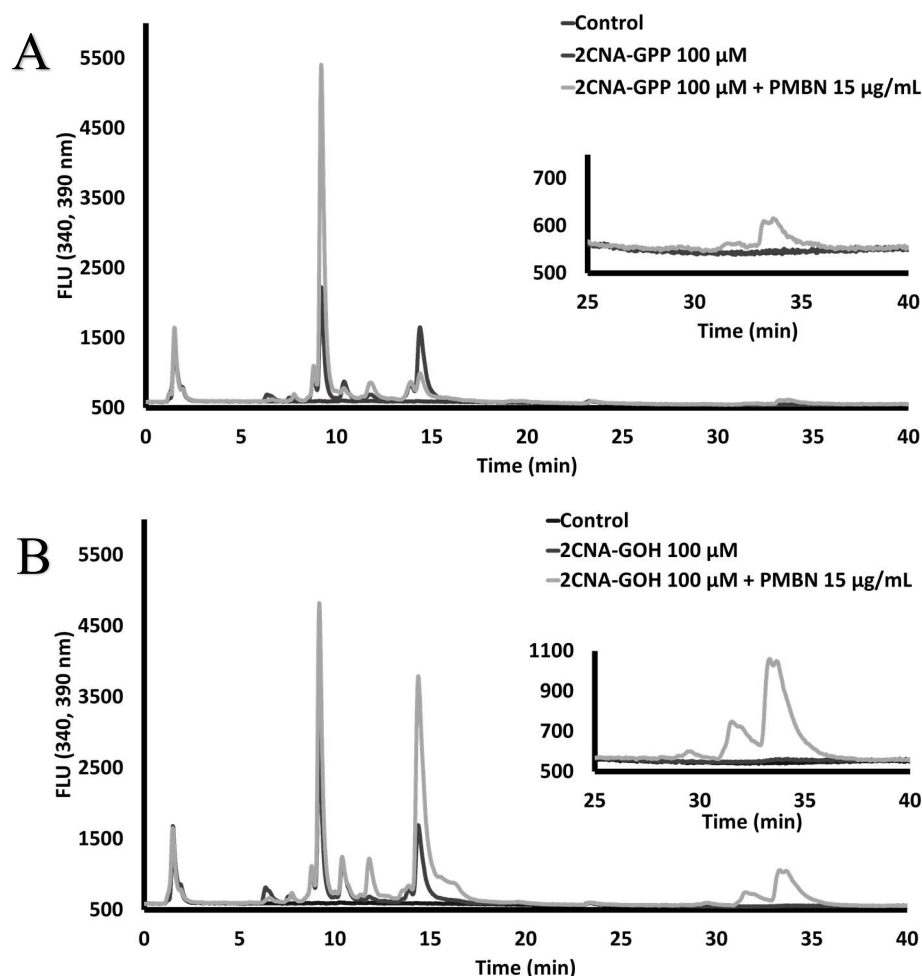 A
Control
2CNA-GPP 100 μM
2CNA-GPP 100 μM + PMBN 15 μg/mL
FLU (340, 390 nm)
5500
4500
3500
2500
1500
500
0 5 10 15 20 25 30 35 40
Time (min)
700
600
500
25 30 35 40
Time (min)
B
Control
2CNA-GOH 100 μM
2CNA-GOH 100 μM + PMBN 15 μg/mL
FLU (340, 390 nm)
5500
4500
3500
2500
1500
500
0 5 10 15 20 25 30 35 40
Time (min)
1100
900
700
500
25 30 35 40
Time (min)